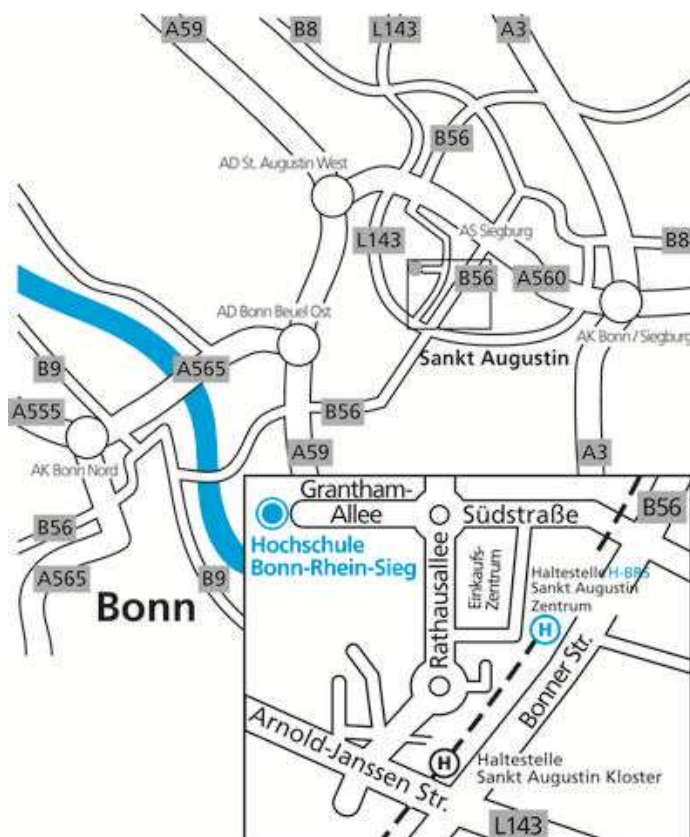 A59
B8
L143
A3
B56
AD St. Augustin West
L143
AS Siegburg
B8
B56
A560
AD Bonn Beuel Ost
AK Bonn / Siegburg
Sankt Augustin
B9
A565
A555
B56
AK Bonn Nord
A59
A3
B56
A565
B9
Bonn
Grantham-
Allee
Südstraße
B56
Hochschule
Bonn-Rhein-Sieg
Rathausallee
Einkaufs-
Zentrum
Haltestelle H-BRS
Sankt Augustin
Zentrum
H
Bonner Str.
Arnold-Janssen Str.
H
Haltestelle
Sankt Augustin Kloster
L143